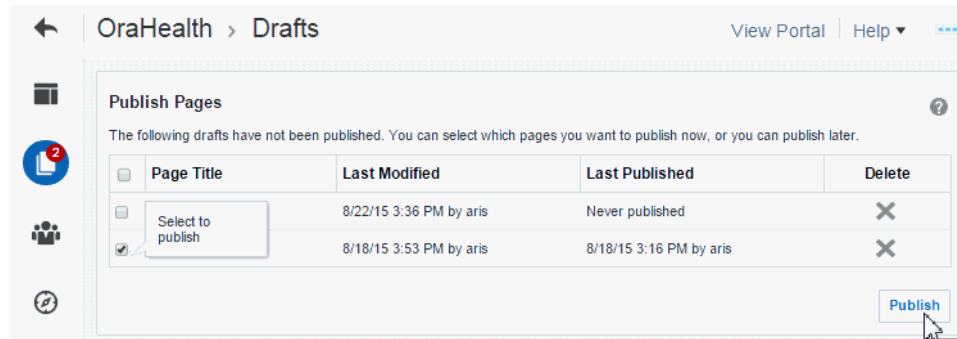 OraHealth > Drafts
View Portal Help ▾
Publish Pages
The following drafts have not been published. You can select which pages you want to publish now, or you can publish later.
2
Page Title Last Modified Last Published Delete
8/22/15 3:36 PM by aris Never published
Select to
publish
8/18/15 3:53 PM by aris 8/18/15 3:16 PM by aris
Publish